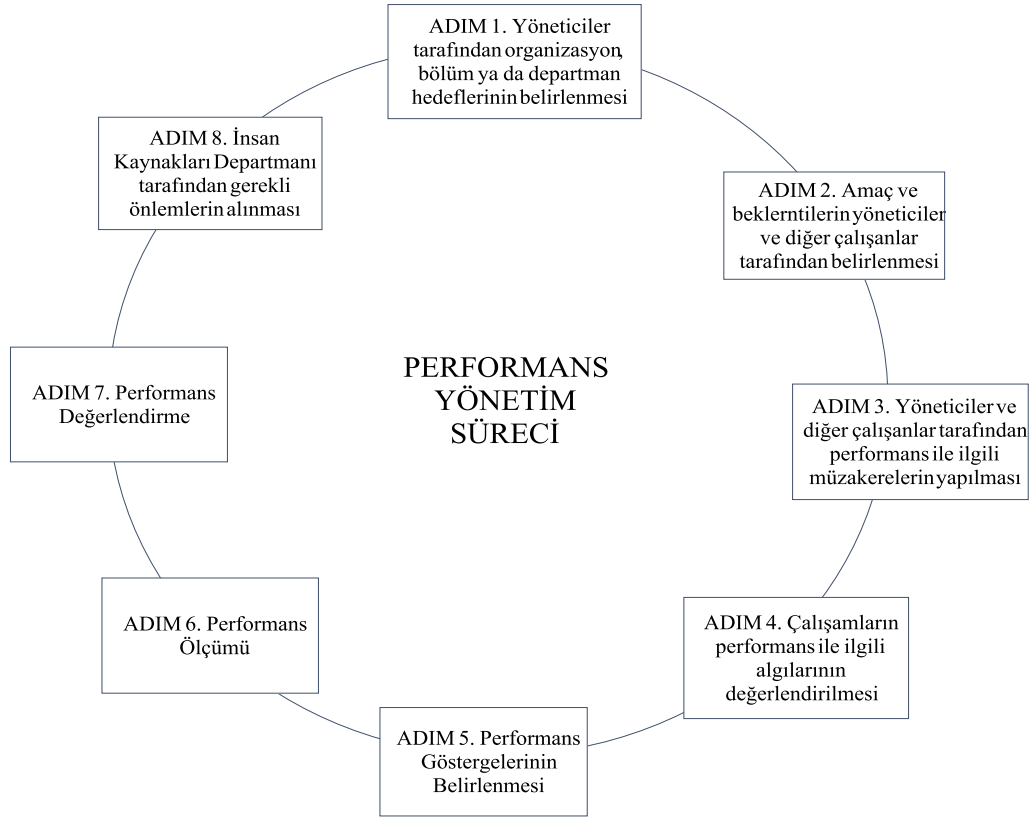 ADIM 1. Yöneticiler
tarafından organizasyon,
bölüm ya da departman
hedeflerinin belirlenmesi
ADIM 2. Amaç ve
beklerntilerin yöneticiler
ve diğer çalışanlar
tarafından belirlenmesi
ADIM 3. Yöneticiler ve
diğer çalışanlar tarafından
performans ile ilgili
müzakerelerin yapılması
ADIM 4. Çalışamların
performans ile ilgili
algılarının
değerlendirilmesi
ADIM 5. Performans
Göstergelerinin
Belirlenmesi
ADIM 6. Performans
Ölçümü
ADIM 7. Performans
Değerlendirme
ADIM 8. İnsan
Kaynakları Departmanı
tarafından gerekli
önlemlerin alınması
PERFORMANS
YÖNETİM
SÜRECİ